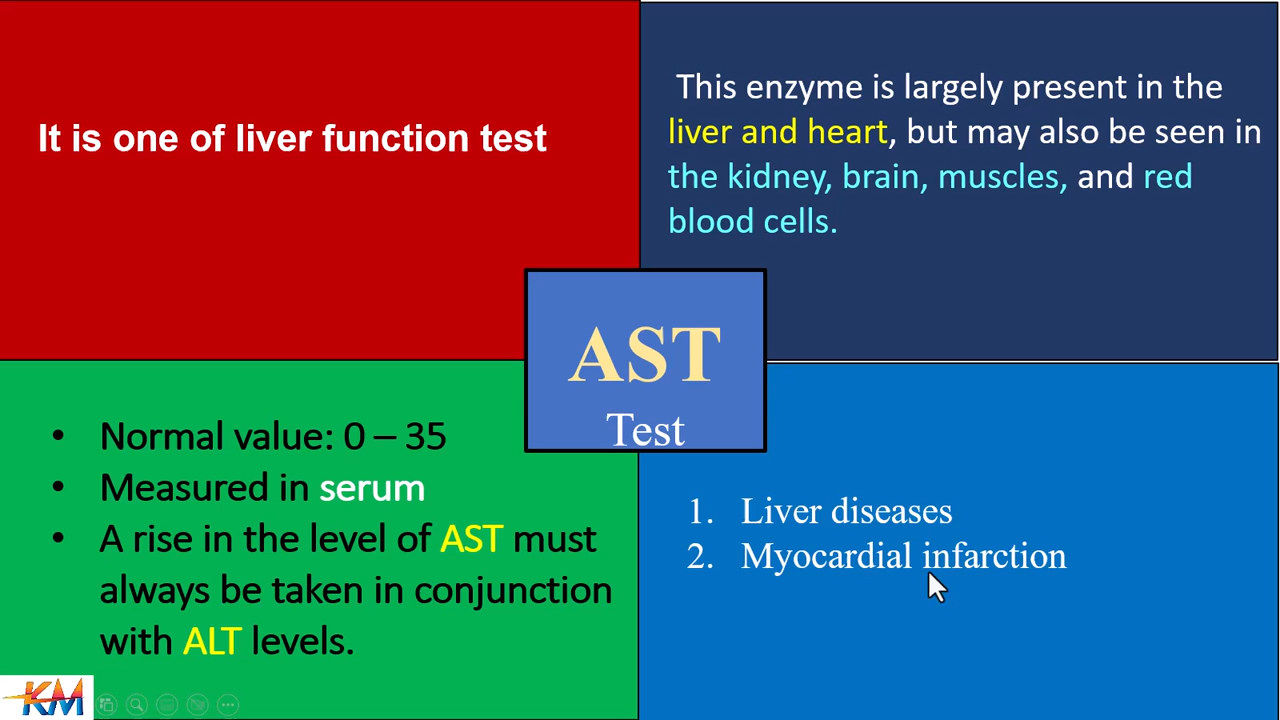 It is one of liver function test
This enzyme is largely present in the
liver and heart, but may also be seen in
the kidney, brain, muscles, and red
blood cells.
AST
Test
• Normal value: 0 – 35
• Measured in serum
• A rise in the level of AST must
always be taken in conjunction
with ALT levels.
1. Liver diseases
2. Myocardial infarction
KM